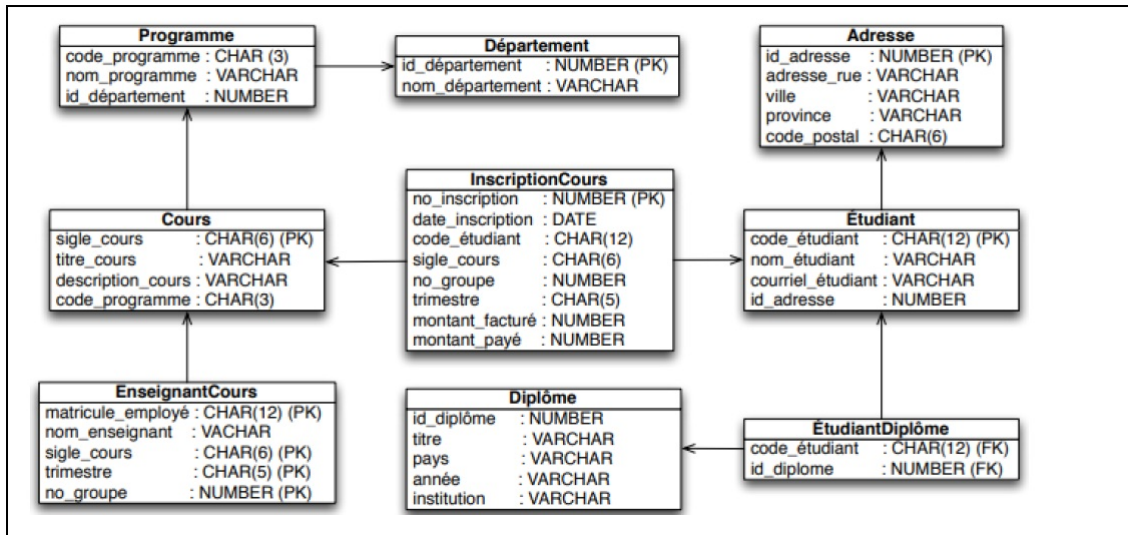 Programme
code_programme : CHAR (3)
nom_programme : VARCHAR
id_département : NUMBER
Département
id_département : NUMBER (PK)
nom_département : VARCHAR
Adresse
id_adresse : NUMBER (PK)
adresse_rue : VARCHAR
ville : VARCHAR
province : VARCHAR
code_postal : CHAR(6)
Cours
sigle_cours : CHAR(6) (PK)
titre_cours : VARCHAR
description_cours : VARCHAR
code_programme : CHAR(3)
InscriptionCours
no_inscription : NUMBER (PK)
date_inscription : DATE
code_étudiant : CHAR(12)
sigle_cours : CHAR(6)
no_groupe : NUMBER
trimestre : CHAR(5)
montant_facturé : NUMBER
montant_payé : NUMBER
Étudiant
code_étudiant : CHAR(12) (PK)
nom_étudiant : VARCHAR
courriel_étudiant : VARCHAR
id_adresse : NUMBER
EnseignantCours
matricule_employé : CHAR(12) (PK)
nom_enseignant : VACHAR
sigle_cours : CHAR(6) (PK)
trimestre : CHAR(5) (PK)
no_groupe : NUMBER (PK)
Diplôme
id_diplôme : NUMBER
titre : VARCHAR
pays : VARCHAR
année : VARCHAR
institution : VARCHAR
ÉtudiantDiplôme
code_étudiant : CHAR(12) (FK)
id_diplome : NUMBER (FK)